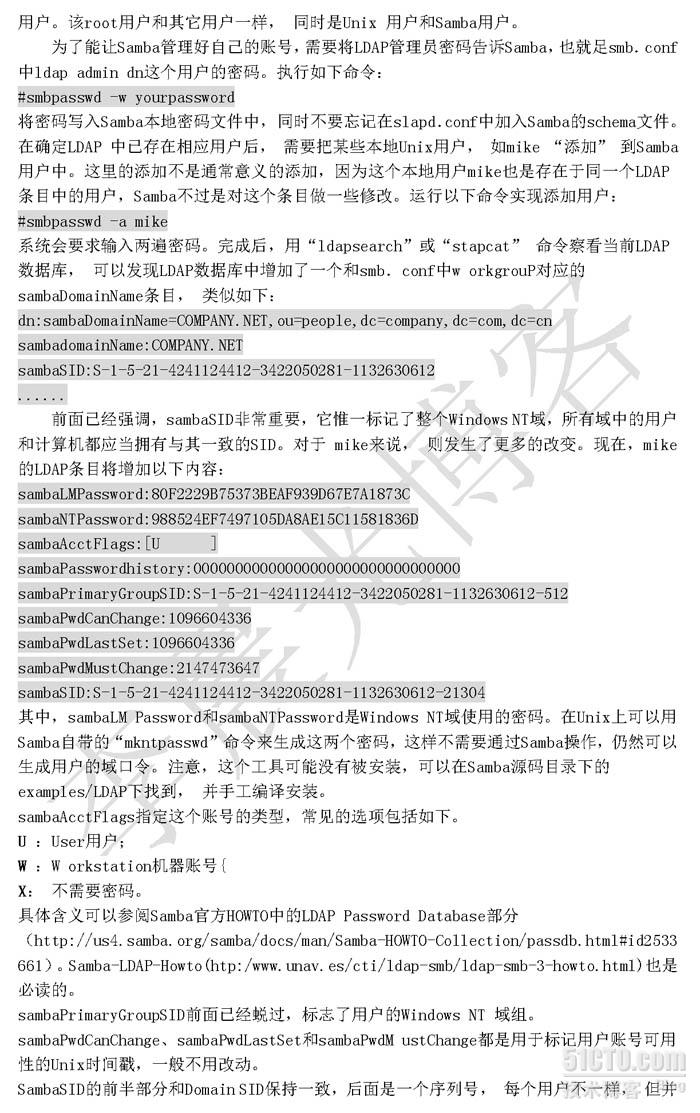 用户。该root用户和其它用户一样， 同时是Unix 用户和Samba用户。
为了能让Samba管理好自己的账号，需要将LDAP管理员密码告诉Samba，也就足smb．conf
中ldap admin dn这个用户的密码。执行如下命令：
#smbpasswd -w yourpassword
将密码写入Samba本地密码文件中，同时不要忘记在slapd.conf中加入Samba的schema文件。
在确定LDAP 中已存在相应用户后， 需要把某些本地Unix用户， 如mike “添加” 到Samba
用户中。这里的添加不是通常意义的添加，因为这个本地用户mike也是存在于同一个LDAP
条目中的用户，Samba不过是对这个条目做一些修改。运行以下命令实现添加用户：
#smbpasswd -a mike
系统会要求输入两遍密码。完成后，用“ldapsearch”或“stapcat” 命令察看当前LDAP
数据库， 可以发现LDAP数据库中增加了一个和smb．conf中w orkgrouP对应的
sambaDomainName条目， 类似如下：
dn:sambaDomainName=COMPANY.NET,ou=people,dc=company,dc=com,dc=cn
sambadomainName:COMPANY.NET
sambaSID:S-1-5-21-4241124412-3422050281-1132630612
......
前面已经强调，sambaSID非常重要，它惟一标记了整个Windows NT域，所有域中的用户
和计算机都应当拥有与其一致的SID。对于 mike来说， 则发生了更多的改变。现在，mike
的LDAP条目将增加以下内容：
sambaLMPassword:80F2229B75373BEAF939D67E7A1873C
sambaNTPassword:988524EF7497105DA8AE15C11581836D
sambaAcctFlags:[U      ]
sambaPasswordhistory:00000000000000000000000000000000
sambaPrimaryGroupSID:S-1-5-21-4241124412-3422050281-1132630612-512
sambaPwdCanChange:1096604336
sambaPwdLastSet:1096604336
sambaPwdMustChange:2147473647
sambaSID:S-1-5-21-4241124412-3422050281-1132630612-21304
其中，sambaLM Password和sambaNTPassword是Windows NT域使用的密码。在Unix上可以用
Samba自带的“mkntpasswd”命令来生成这两个密码，这样不需要通过Samba操作，仍然可以
生成用户的域口令。注意，这个工具可能没有被安装，可以在Samba源码目录下的
examples/LDAP下找到， 并手工编译安装。
sambaAcctFlags指定这个账号的类型，常见的选项包括如下。
U ：User用户；
W ：W orkstation机器账号{
X： 不需要密码。
具体含义可以参阅Samba官方HOWTO中的LDAP Password Database部分
（http://us4.samba.org/samba/docs/man/Samba-HOWTO-Collection/passdb.html#id2533
661）。Samba-LDAP-Howto(htp:/www.unav.es/cti/ldap-smb/ldap-smb-3-howto.html)也是
必读的。
sambaPrimaryGroupSID前面已经蜕过，标志了用户的Windows NT 域组。
sambaPwdCanChange、sambaPwdLastSet和sambaPwdM ustChange都是用于标记用户账号可用
性的Unix时间戳，一般不用改动。
SambaSID的前半部分和Domain SID保持一致，后面是一个序列号， 每个用户不一样， 但并
李晨光博客
51CTO.com
技术博客 Blog